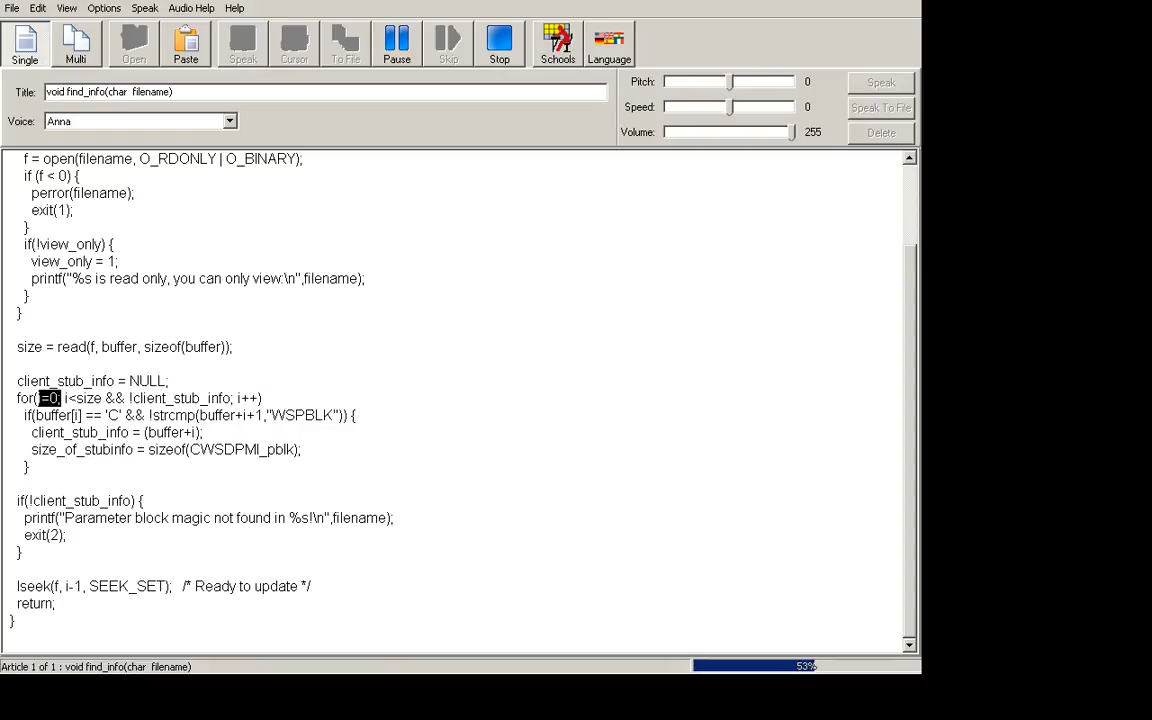 File Edit View Options Speak Audio Help Help
Single Multi Open Paste Speak Cursor To File Pause Skip Stop Schools Language
Title: void find_info(char filename)
Voice: Anna
Pitch: 0
Speed: 0
Volume: 255
Speak
Speak To File
Delete
f = open(filename, O_RDONLY | O_BINARY);
if (f < 0) {
perror(filename);
exit(1);
}
if(!view_only) {
view_only = 1;
printf("%s is read only, you can only view:\n",filename);
}
}
size = read(f, buffer, sizeof(buffer));
client_stub_info = NULL;
for(i=0; i<size && !client_stub_info; i++)
if(buffer[i] == 'C' && !strcmp(buffer+i+1,"WSPBLK")) {
client_stub_info = (buffer+i);
size_of_stubinfo = sizeof(CWSDPMI_pblk);
}
if(!client_stub_info) {
printf("Parameter block magic not found in %s!\n",filename);
exit(2);
}
lseek(f, i-1, SEEK_SET); /* Ready to update */
return;
}
Article 1 of 1 : void find_info(char filename)
53%